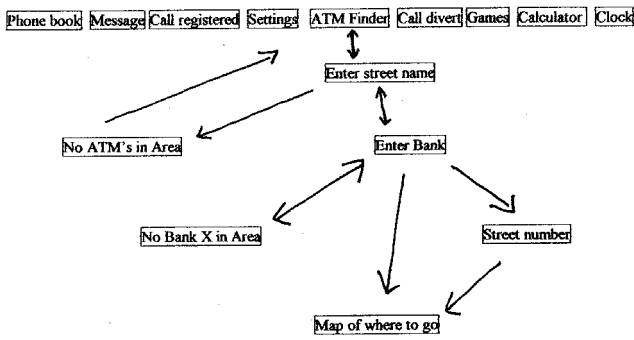 Phone book Message Call registered Settings ATM Finder Call divert Games Calculator Clock
Enter street name
No ATM's in Area
Enter Bank
No Bank X in Area
Street number
Map of where to go